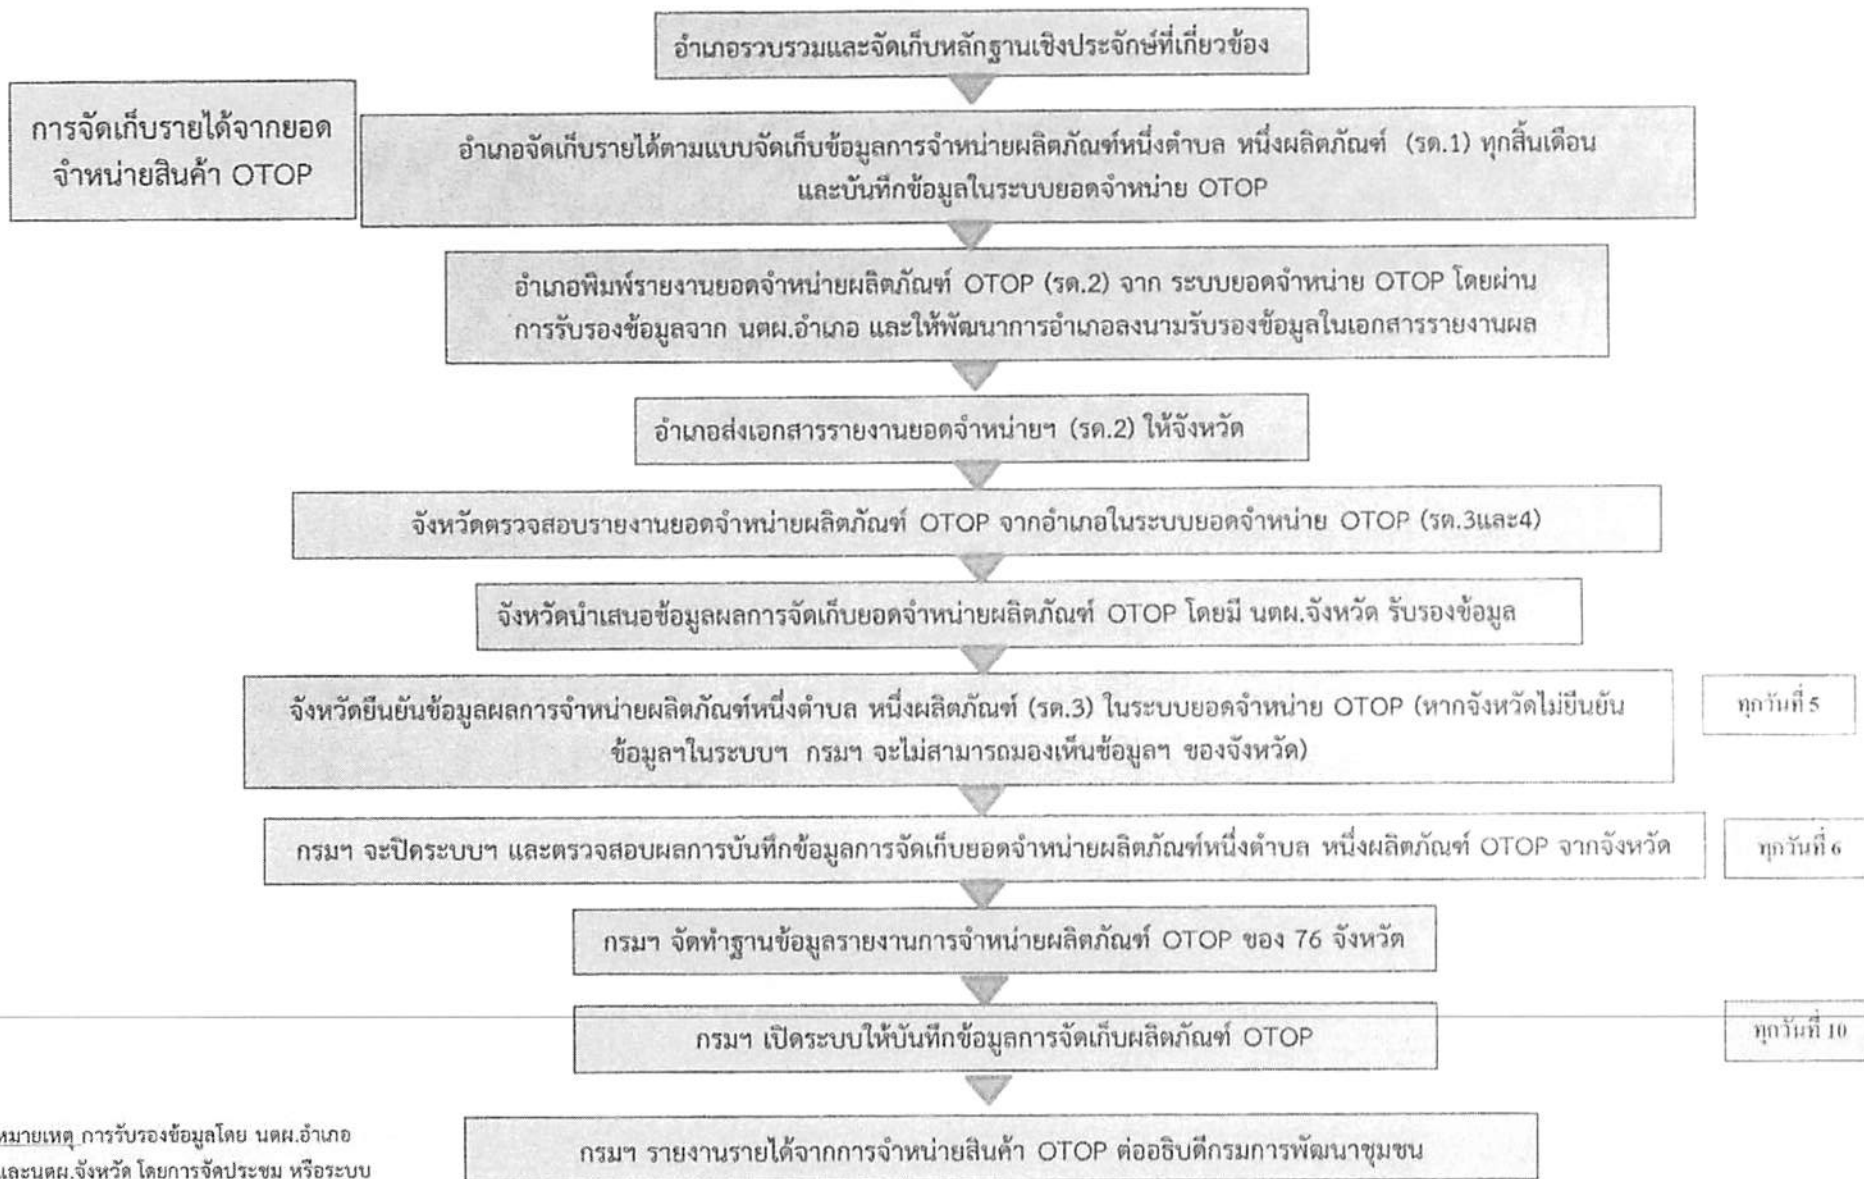 อำเภอรวบรวมและจัดเก็บหลักฐานเชิงประจักษ์ที่เกี่ยวข้อง
การจัดเก็บรายได้จากยอด
จำหน่ายสินค้า OTOP
อำเภอจัดเก็บรายได้ตามแบบจัดเก็บข้อมูลการจำหน่ายผลิตภัณฑ์หนึ่งตำบล หนึ่งผลิตภัณฑ์ (รด.1) ทุกสิ้นเดือน
และบันทึกข้อมูลในระบบยอดจำหน่าย OTOP
อำเภอพิมพ์รายงานยอดจำหน่ายผลิตภัณฑ์ OTOP (รด.2) จาก ระบบยอดจำหน่าย OTOP โดยผ่าน
การรับรองข้อมูลจาก นตผ.อำเภอ และให้พัฒนาการอำเภอลงนามรับรองข้อมูลในเอกสารรายงานผล
อำเภอส่งเอกสารรายงานยอดจำหน่ายฯ (รด.2) ให้จังหวัด
จังหวัดตรวจสอบรายงานยอดจำหน่ายผลิตภัณฑ์ OTOP จากอำเภอในระบบยอดจำหน่าย OTOP (รด.3และ4)
จังหวัดนำเสนอข้อมูลผลการจัดเก็บยอดจำหน่ายผลิตภัณฑ์ OTOP โดยมี นตผ.จังหวัด รับรองข้อมูล
จังหวัดยืนยันข้อมูลผลการจำหน่ายผลิตภัณฑ์หนึ่งตำบล หนึ่งผลิตภัณฑ์ (รด.3) ในระบบยอดจำหน่าย OTOP (หากจังหวัดไม่ยืนยัน
ข้อมูลฯในระบบฯ กรมฯ จะไม่สามารถมองเห็นข้อมูลฯ ของจังหวัด)
ทุกวันที่ 5
กรมฯ จะปิดระบบฯ และตรวจสอบผลการบันทึกข้อมูลการจัดเก็บยอดจำหน่ายผลิตภัณฑ์หนึ่งตำบล หนึ่งผลิตภัณฑ์ OTOP จากจังหวัด
ทุกวันที่ 6
กรมฯ จัดทำฐานข้อมูลรายงานการจำหน่ายผลิตภัณฑ์ OTOP ของ 76 จังหวัด
กรมฯ เปิดระบบให้บันทึกข้อมูลการจัดเก็บผลิตภัณฑ์ OTOP
ทุกวันที่ 10
หมายเหตุ การรับรองข้อมูลโดย นตผ.อำเภอ
และนตผ.จังหวัด โดยการจัดประชุม หรือระบบ
กรมฯ รายงานรายได้จากการจำหน่ายสินค้า OTOP ต่ออธิบดีกรมการพัฒนาชุมชน